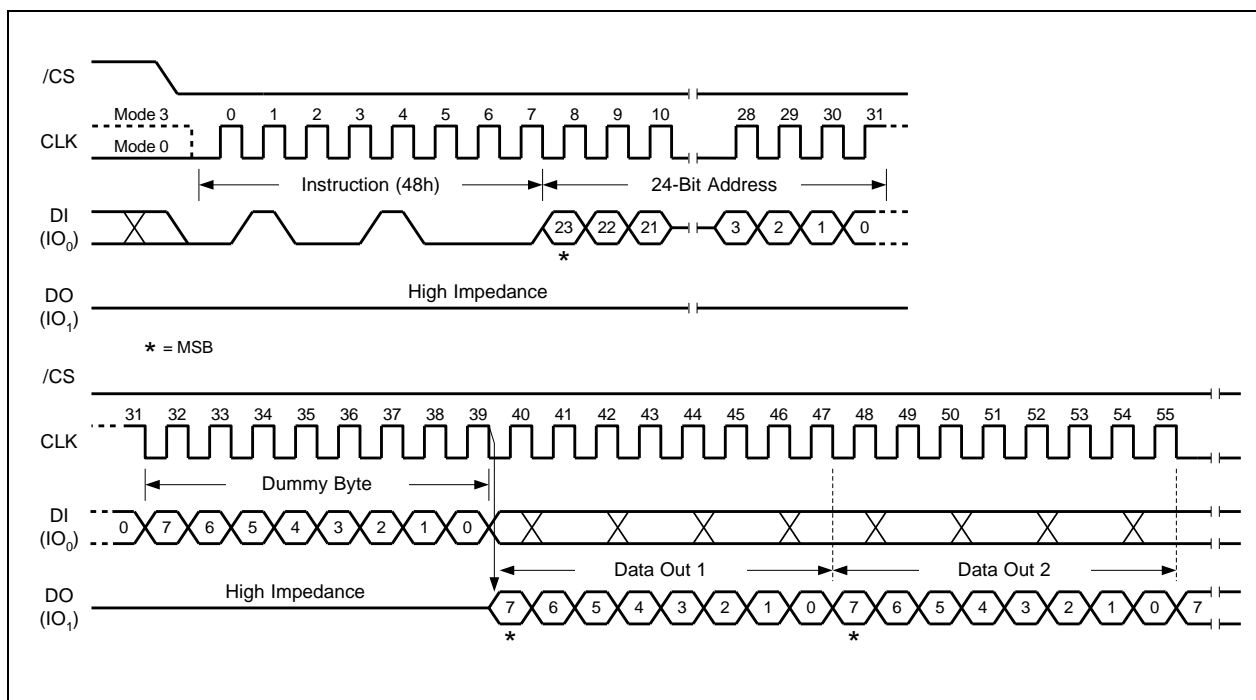 /CS
Mode 3 0 1 2 3 4 5 6 7 8 9 10 28 29 30 31
CLK
Mode 0
Instruction (48h) 24-Bit Address
DI
(IO0)
23 22 21 3 2 1 0
*
High Impedance
DO
(IO1)
* = MSB
/CS
31 32 33 34 35 36 37 38 39 40 41 42 43 44 45 46 47 48 49 50 51 52 53 54 55
CLK
Dummy Byte
DI
(IO0)
0 7 6 5 4 3 2 1 0
Data Out 1 Data Out 2
High Impedance
DO
(IO1)
7 6 5 4 3 2 1 0 7 6 5 4 3 2 1 0 7
* *